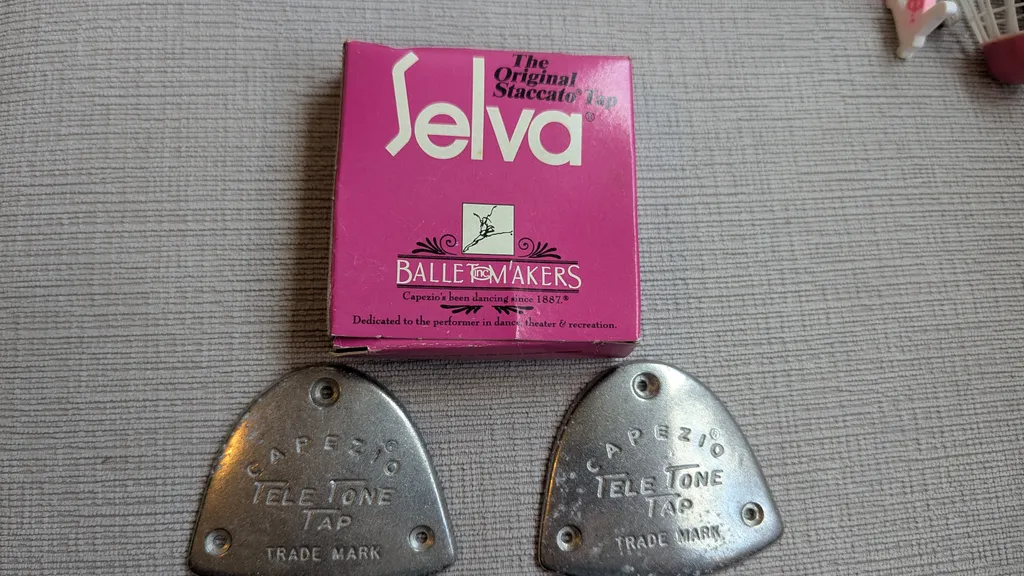 The
Original
Staccato® Tap
Selva®
BALLET inc MAKERS
Capezio's been dancing since 1887.®
Dedicated to the performer in dance, theater & recreation.
CAPEZIO®
TELE TONE
TAP
TRADE MARK
CAPEZIO®
TELE TONE
TAP
TRADE MARK